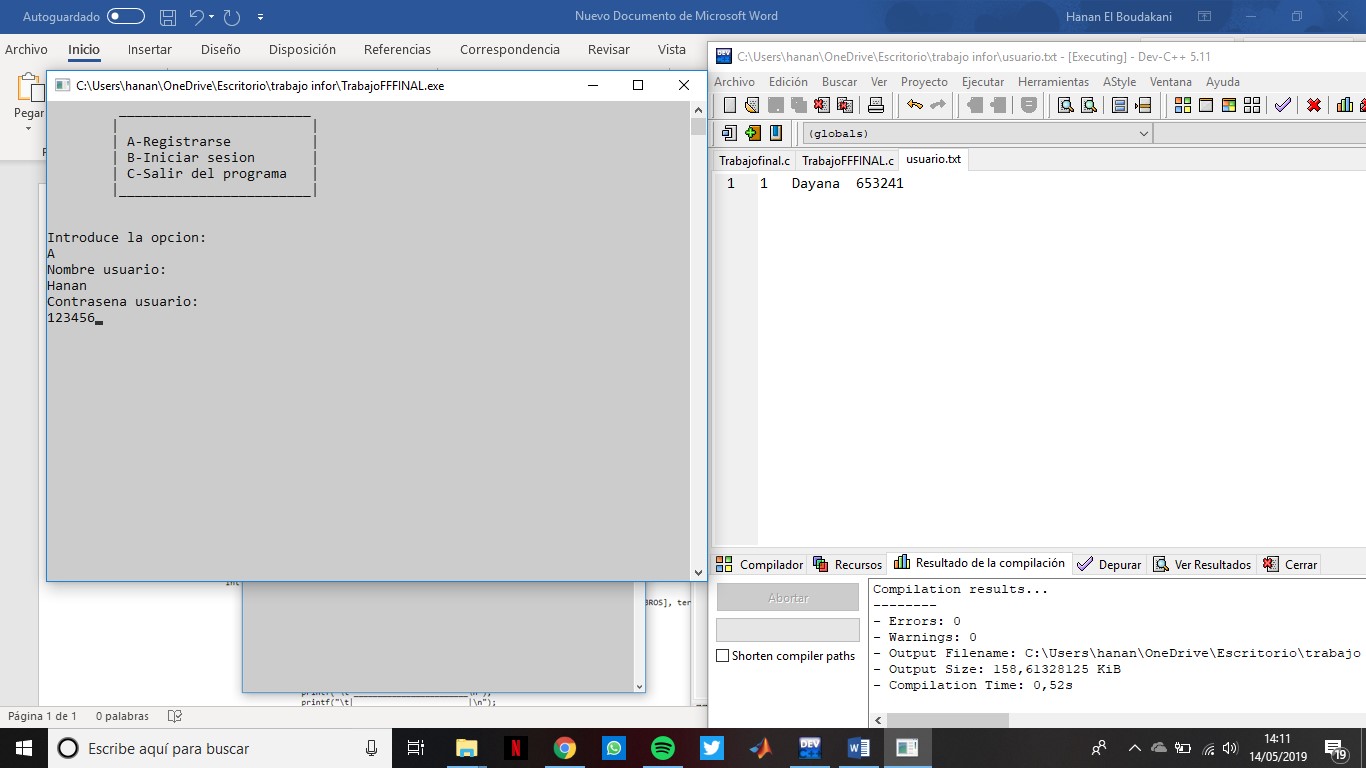 Autoguardado
Nuevo Documento de Microsoft Word
Hanan El Boudakani
Archivo Inicio Insertar Diseño Disposición Referencias Correspondencia Revisar Vista
Pegar
C:\Users\hanan\OneDrive\Escritorio\trabajo infor\TrabajoFFFINAL.exe
A-Registrarse
B-Iniciar sesion
C-Salir del programa
Introduce la opcion:
A
Nombre usuario:
Hanan
Contrasena usuario:
123456
C:\Users\hanan\OneDrive\Escritorio\trabajo infor\usuario.txt - [Executing] - Dev-C++ 5.11
Archivo Edición Buscar Ver Proyecto Ejecutar Herramientas AStyle Ventana Ayuda
(globals)
Trabajofinal.c TrabajoFFFINAL.c usuario.txt
1 1 Dayana 653241
Compilador Recursos Resultado de la compilación Depurar Ver Resultados Cerrar
Abortar
Shorten compiler paths
Compilation results...
--------
- Errors: 0
- Warnings: 0
- Output Filename: C:\Users\hanan\OneDrive\Escritorio\trabajo
- Output Size: 158,61328125 KiB
- Compilation Time: 0,52s
BROS], ter
printf("\t|______________________|\n");
Página 1 de 1 0 palabras
Escribe aquí para buscar
DEV
14:11
14/05/2019
19